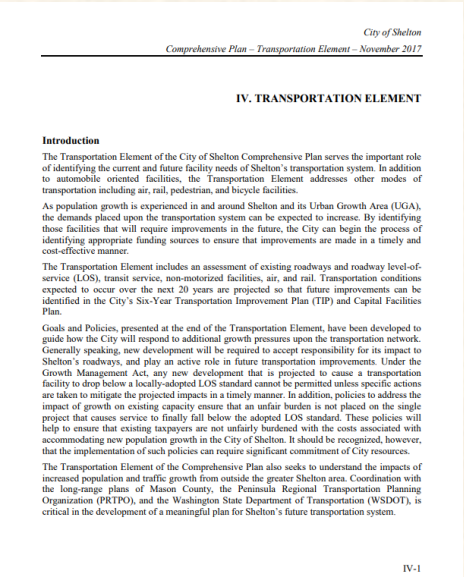 City of Shelton
Comprehensive Plan – Transportation Element – November 2017
IV. TRANSPORTATION ELEMENT
Introduction
The Transportation Element of the City of Shelton Comprehensive Plan serves the important role
of identifying the current and future facility needs of Shelton's transportation system. In addition
to automobile oriented facilities, the Transportation Element addresses other modes of
transportation including air, rail, pedestrian, and bicycle facilities.
As population growth is experienced in and around Shelton and its Urban Growth Area (UGA),
the demands placed upon the transportation system can be expected to increase. By identifying
those facilities that will require improvements in the future, the City can begin the process of
identifying appropriate funding sources to ensure that improvements are made in a timely and
cost-effective manner.
The Transportation Element includes an assessment of existing roadways and roadway level-of-
service (LOS), transit service, non-motorized facilities, air, and rail. Transportation conditions
expected to occur over the next 20 years are projected so that future improvements can be
identified in the City's Six-Year Transportation Improvement Plan (TIP) and Capital Facilities
Plan.
Goals and Policies, presented at the end of the Transportation Element, have been developed to
guide how the City will respond to additional growth pressures upon the transportation network.
Generally speaking, new development will be required to accept responsibility for its impact to
Shelton's roadways, and play an active role in future transportation improvements. Under the
Growth Management Act, any new development that is projected to cause a transportation
facility to drop below a locally-adopted LOS standard cannot be permitted unless specific actions
are taken to mitigate the projected impacts in a timely manner. In addition, policies to address the
impact of growth on existing capacity ensure that an unfair burden is not placed on the single
project that causes service to finally fall below the adopted LOS standard. These policies will
help to ensure that existing taxpayers are not unfairly burdened with the costs associated with
accommodating new population growth in the City of Shelton. It should be recognized, however,
that the implementation of such policies can require significant commitment of City resources.
The Transportation Element of the Comprehensive Plan also seeks to understand the impacts of
increased population and traffic growth from outside the greater Shelton area. Coordination with
the long-range plans of Mason County, the Peninsula Regional Transportation Planning
Organization (PRTPO), and the Washington State Department of Transportation (WSDOT), is
critical in the development of a meaningful plan for Shelton's future transportation system.
IV-1